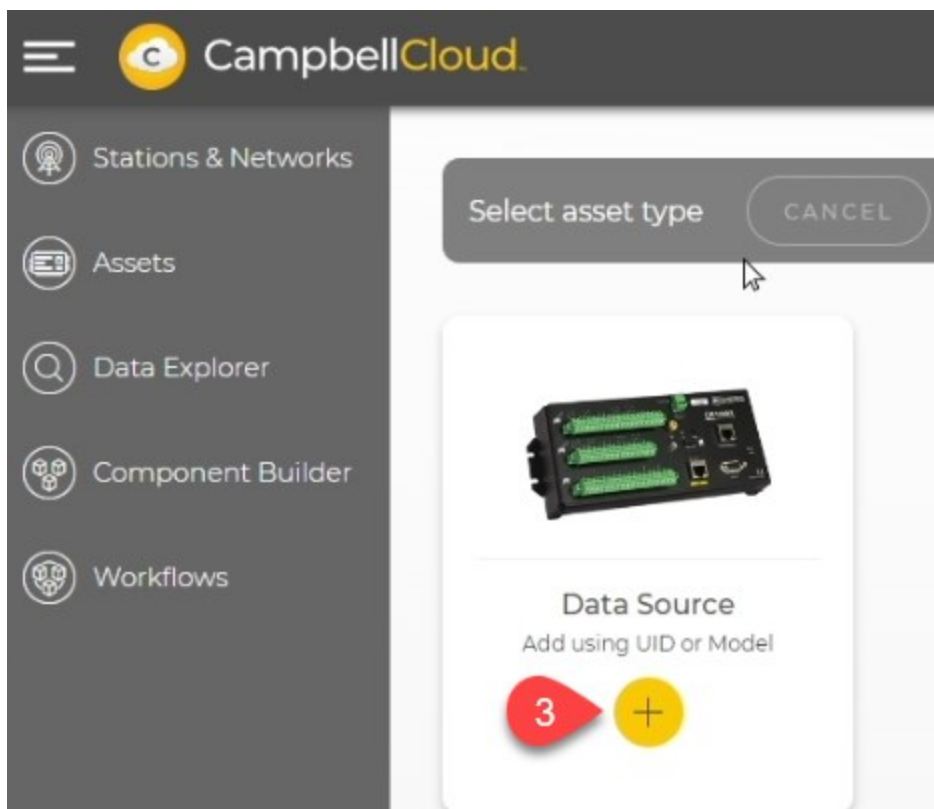 CampbellCloud
Stations & Networks
Assets
Data Explorer
Component Builder
Workflows
Select asset type
CANCEL
Data Source
Add using UID or Model
3